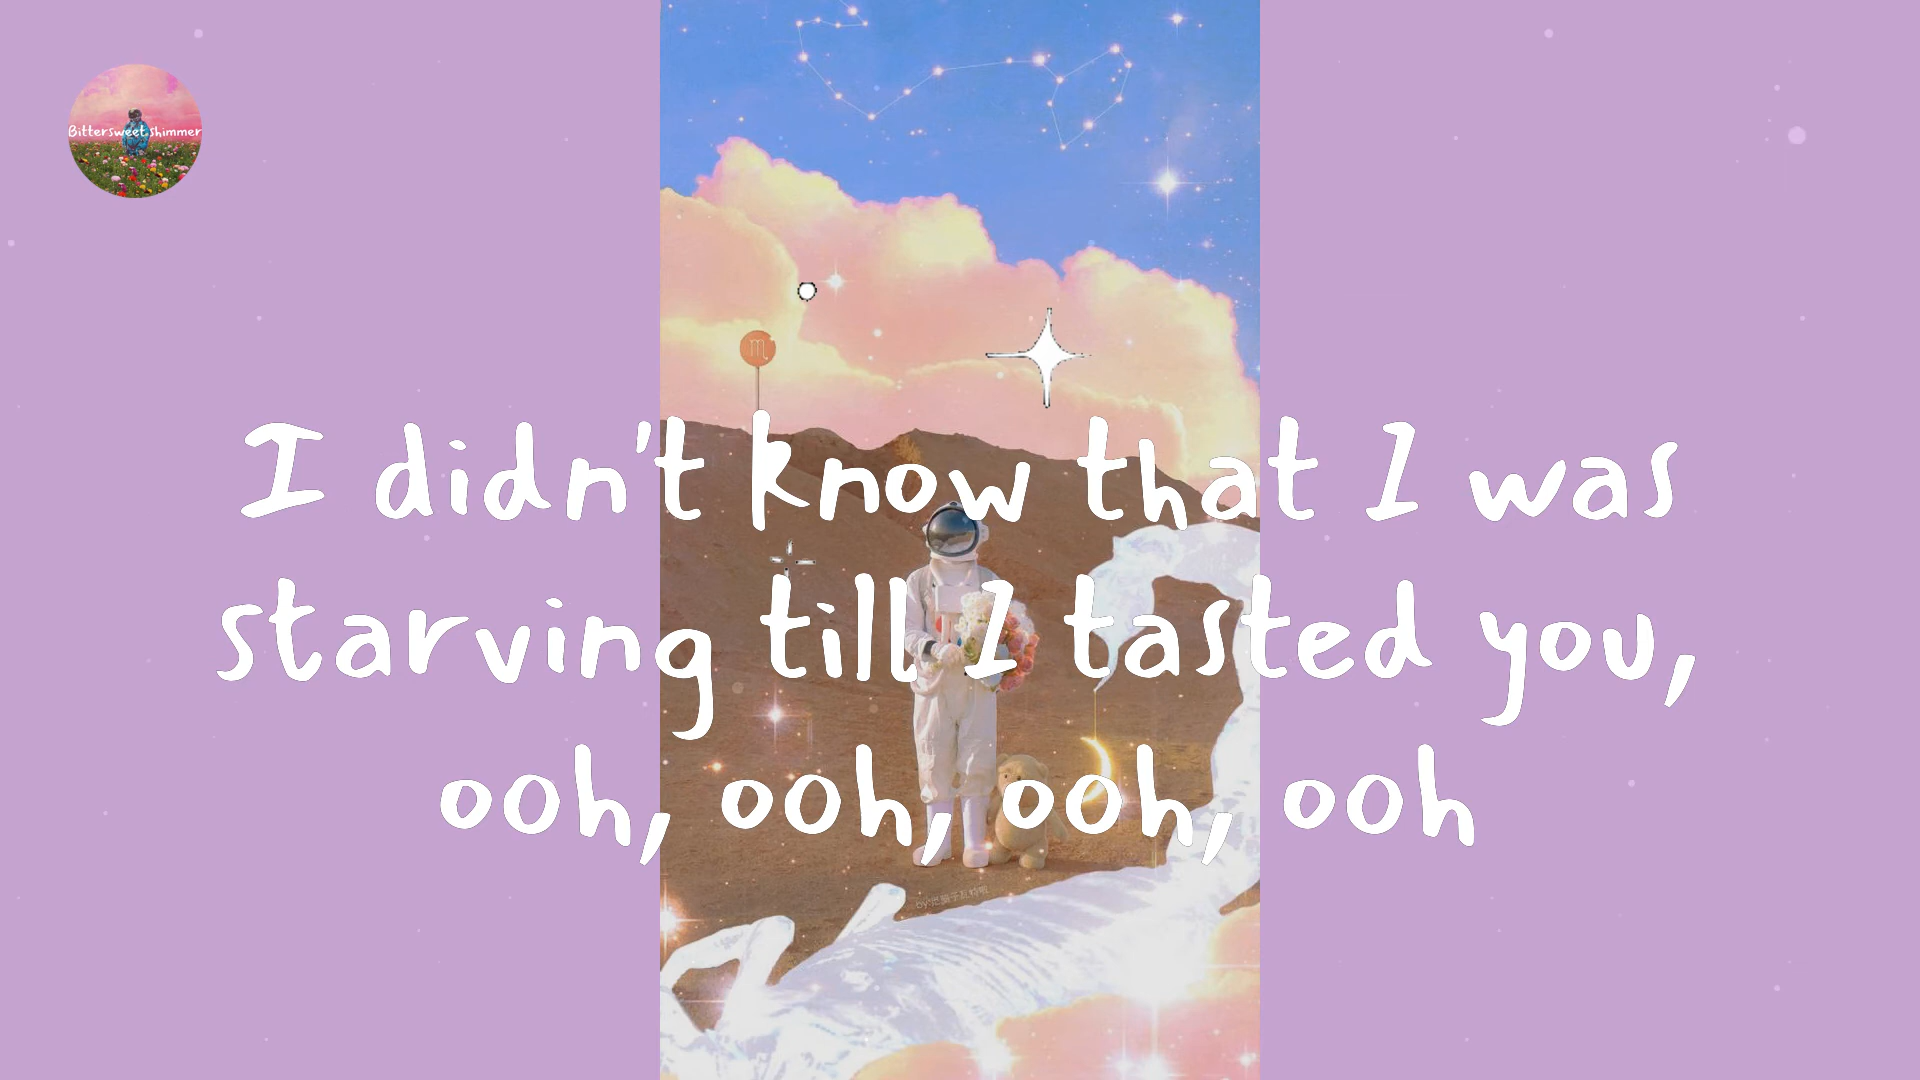 Bittersweet shimmer
I didn't know that I was
starving till I tasted you,
ooh, ooh, ooh, ooh